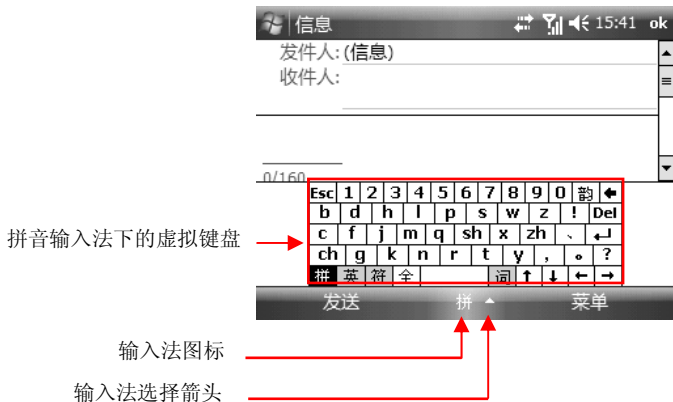 信息 15:41 ok
发件人: (信息)
收件人:
0/160
Esc 1 2 3 4 5 6 7 8 9 0 韵 ←
b d h l p s w z ! Del
c f j m q sh x zh 、 ↵
ch g k n r t y , 。 ?
拼 英 符 全 词 ↑ ↓ ← →
发送 拼 菜单
拼音输入法下的虚拟键盘
输入法图标
输入法选择箭头